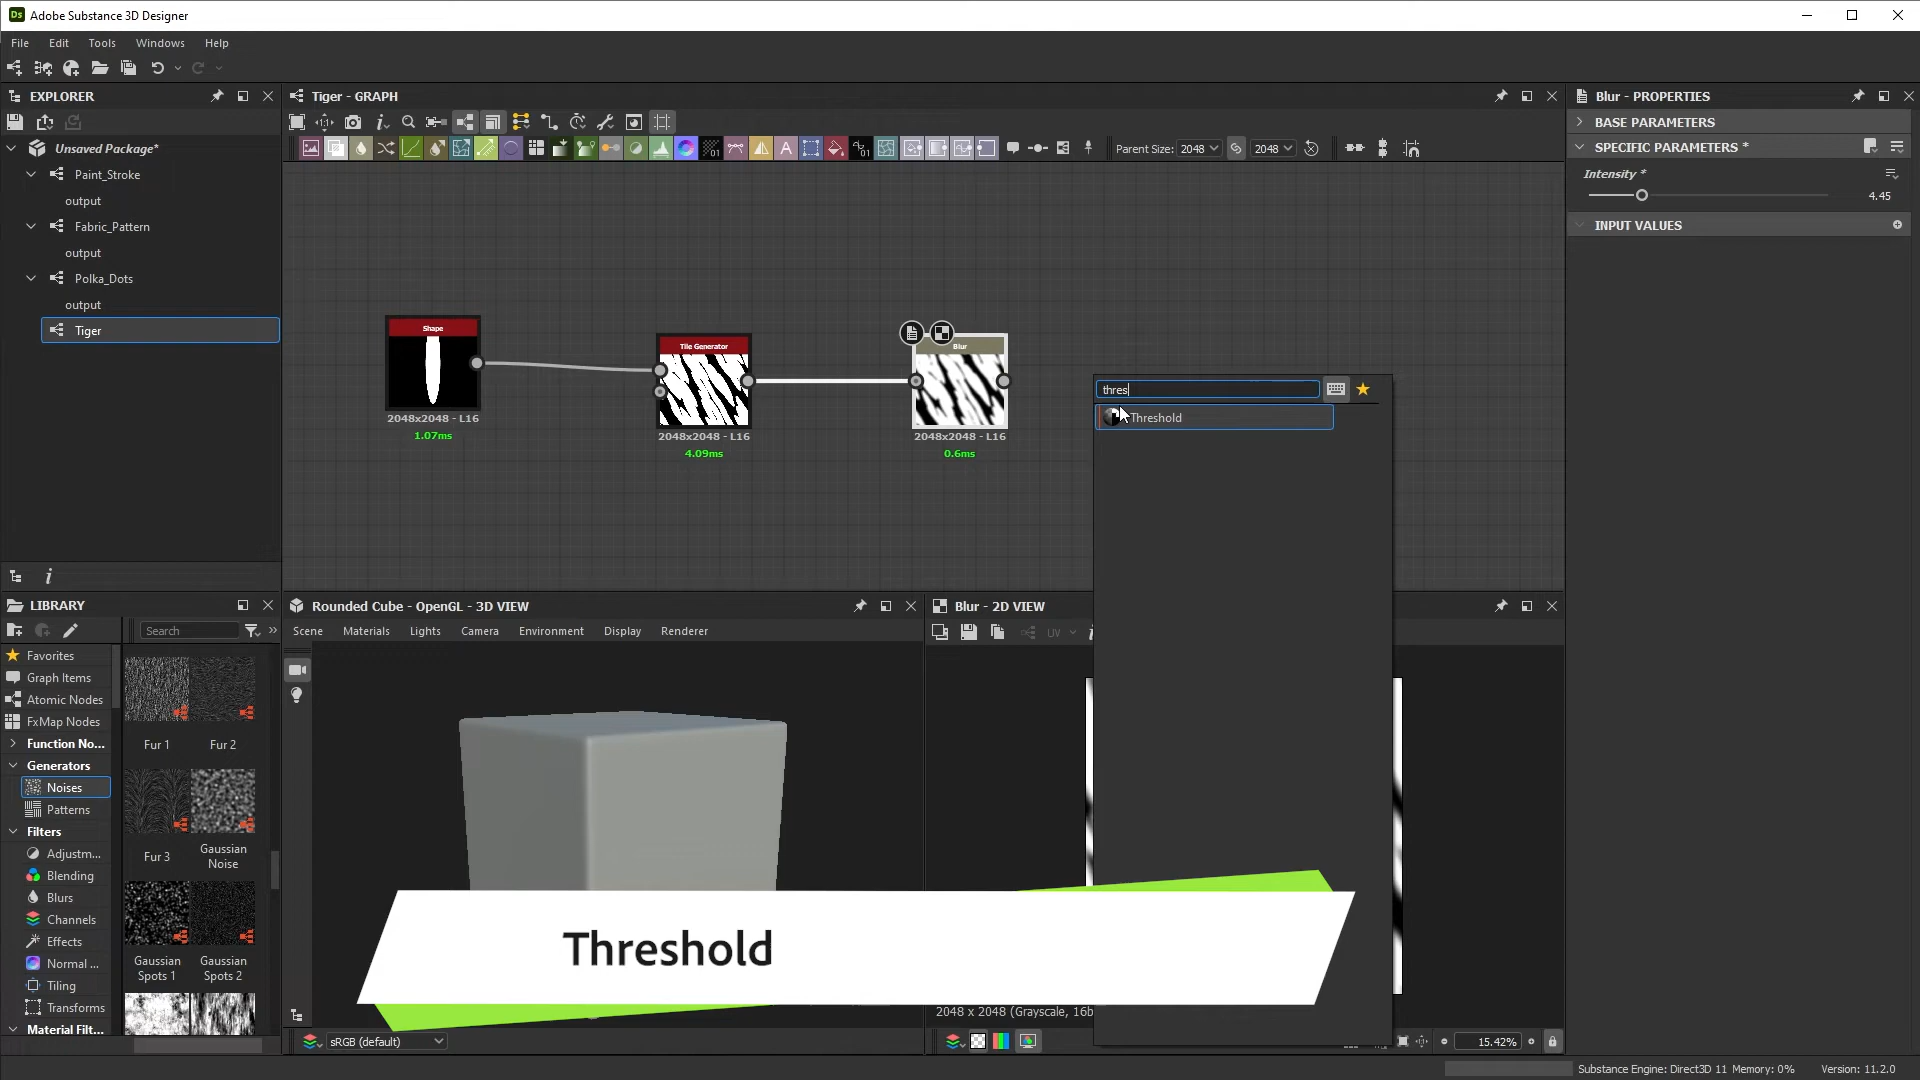 Ds Adobe Substance 3D Designer
File Edit Tools Windows Help
EXPLORER
Unsaved Package*
Paint_Stroke
output
Fabric_Pattern
output
Polka_Dots
output
Tiger
Tiger - GRAPH
Parent Size: 2048 2048
Shape
2048x2048 - L16
1.07ms
Tile Generator
2048x2048 - L16
4.09ms
Blur
2048x2048 - L16
0.6ms
thres
Threshold
Blur - PROPERTIES
BASE PARAMETERS
SPECIFIC PARAMETERS *
Intensity *
4.45
INPUT VALUES
LIBRARY
Search
Favorites
Graph Items
Atomic Nodes
FxMap Nodes
Function No...
Generators
Noises
Patterns
Filters
Adjustm...
Blending
Blurs
Channels
Effects
Normal ...
Tiling
Transforms
Material Filt...
Fur 1
Fur 2
Fur 3
Gaussian
Noise
Gaussian
Spots 1
Gaussian
Spots 2
Rounded Cube - OpenGL - 3D VIEW
Scene Materials Lights Camera Environment Display Renderer
sRGB (default)
Blur - 2D VIEW
UV
Threshold
2048 x 2048 (Grayscale, 16b
15.42%
Substance Engine: Direct3D 11 Memory: 0% Version: 11.2.0